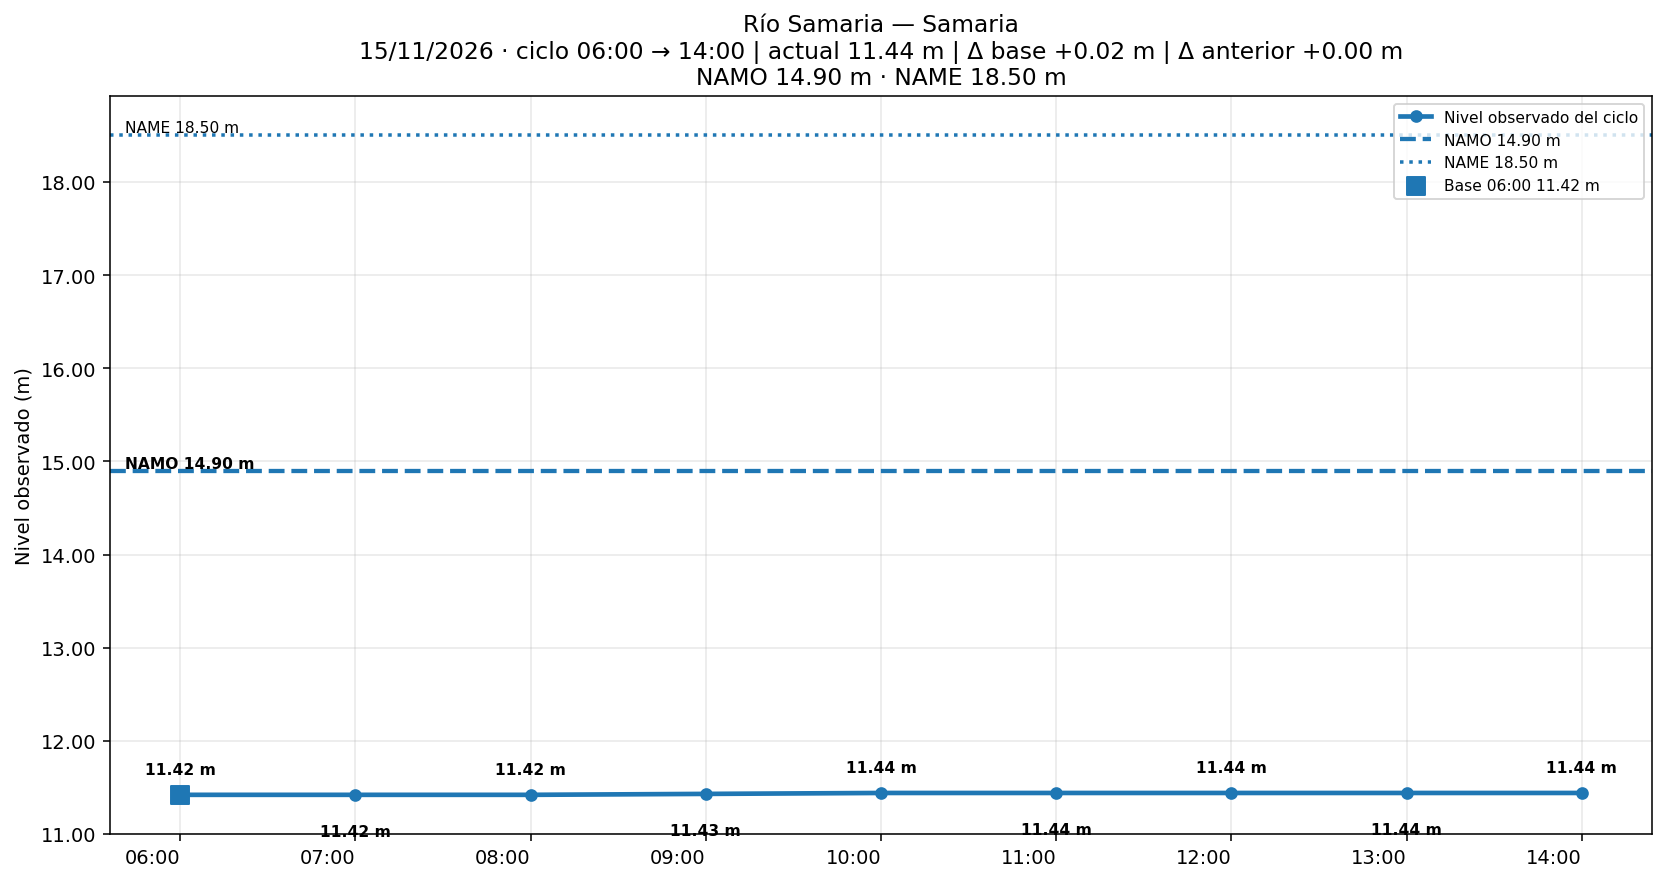 Río Samaria — Samaria
15/11/2026 · ciclo 06:00 → 14:00 | actual 11.44 m | Δ base +0.02 m | Δ anterior +0.00 m
NAMO 14.90 m · NAME 18.50 m
NAME 18.50 m
Nivel observado del ciclo
NAMO 14.90 m
NAME 18.50 m
Base 06:00 11.42 m
18.00
17.00
16.00
15.00
NAMO 14.90 m
14.00
13.00
12.00
11.00
Nivel observado (m)
11.42 m
11.42 m
11.42 m
11.43 m
11.44 m
11.44 m
11.44 m
11.44 m
11.44 m
06:00
07:00
08:00
09:00
10:00
11:00
12:00
13:00
14:00